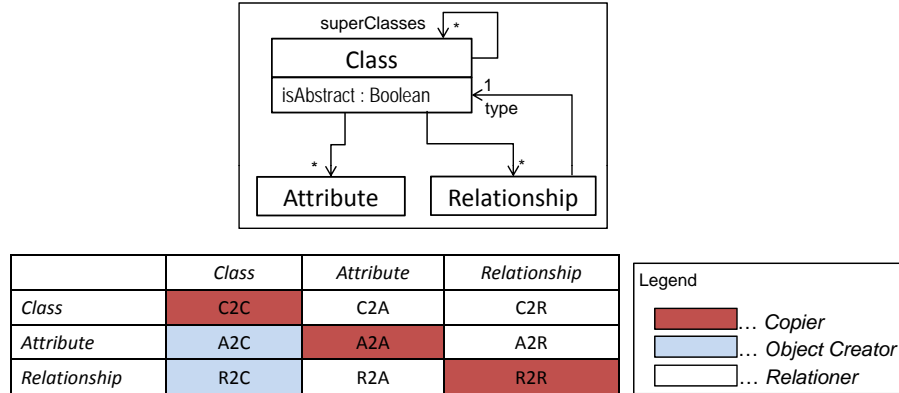 superClasses
*
Class
isAbstract : Boolean
1
type
*
*
Attribute
Relationship
Class Attribute Relationship
Class C2C C2A C2R
Attribute A2C A2A A2R
Relationship R2C R2A R2R
Legend
… Copier
… Object Creator
… Relationer